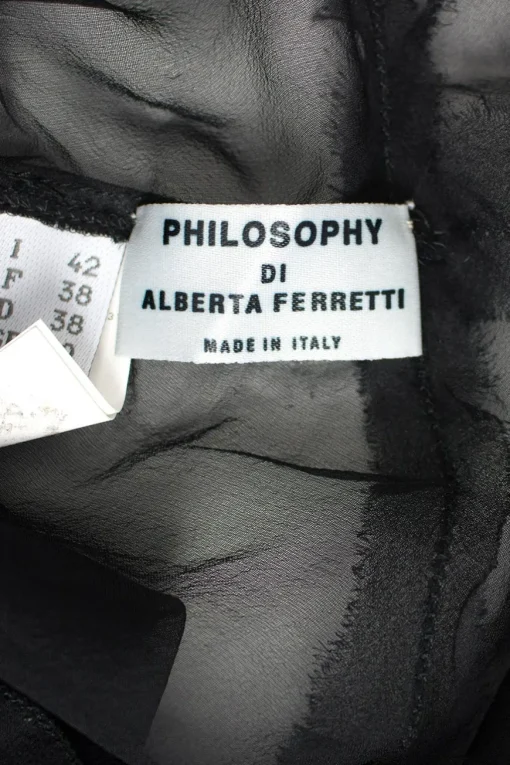 PHILOSOPHY
DI
ALBERTA FERRETTI
MADE IN ITALY
I 42
F 38
D 38